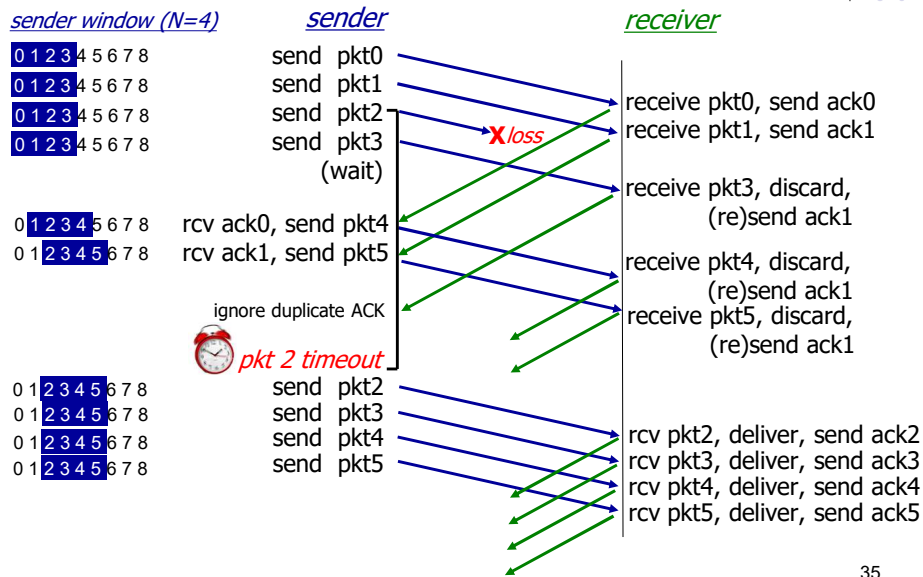 sender window (N=4)
sender
receiver
0 1 2 3 4 5 6 7 8
send pkt0
0 1 2 3 4 5 6 7 8
send pkt1
0 1 2 3 4 5 6 7 8
send pkt2
0 1 2 3 4 5 6 7 8
send pkt3
(wait)
X loss
receive pkt0, send ack0
receive pkt1, send ack1
receive pkt3, discard,
(re)send ack1
0 1 2 3 4 5 6 7 8
rcv ack0, send pkt4
0 1 2 3 4 5 6 7 8
rcv ack1, send pkt5
receive pkt4, discard,
(re)send ack1
receive pkt5, discard,
(re)send ack1
ignore duplicate ACK
pkt 2 timeout
0 1 2 3 4 5 6 7 8
send pkt2
0 1 2 3 4 5 6 7 8
send pkt3
0 1 2 3 4 5 6 7 8
send pkt4
0 1 2 3 4 5 6 7 8
send pkt5
rcv pkt2, deliver, send ack2
rcv pkt3, deliver, send ack3
rcv pkt4, deliver, send ack4
rcv pkt5, deliver, send ack5
35